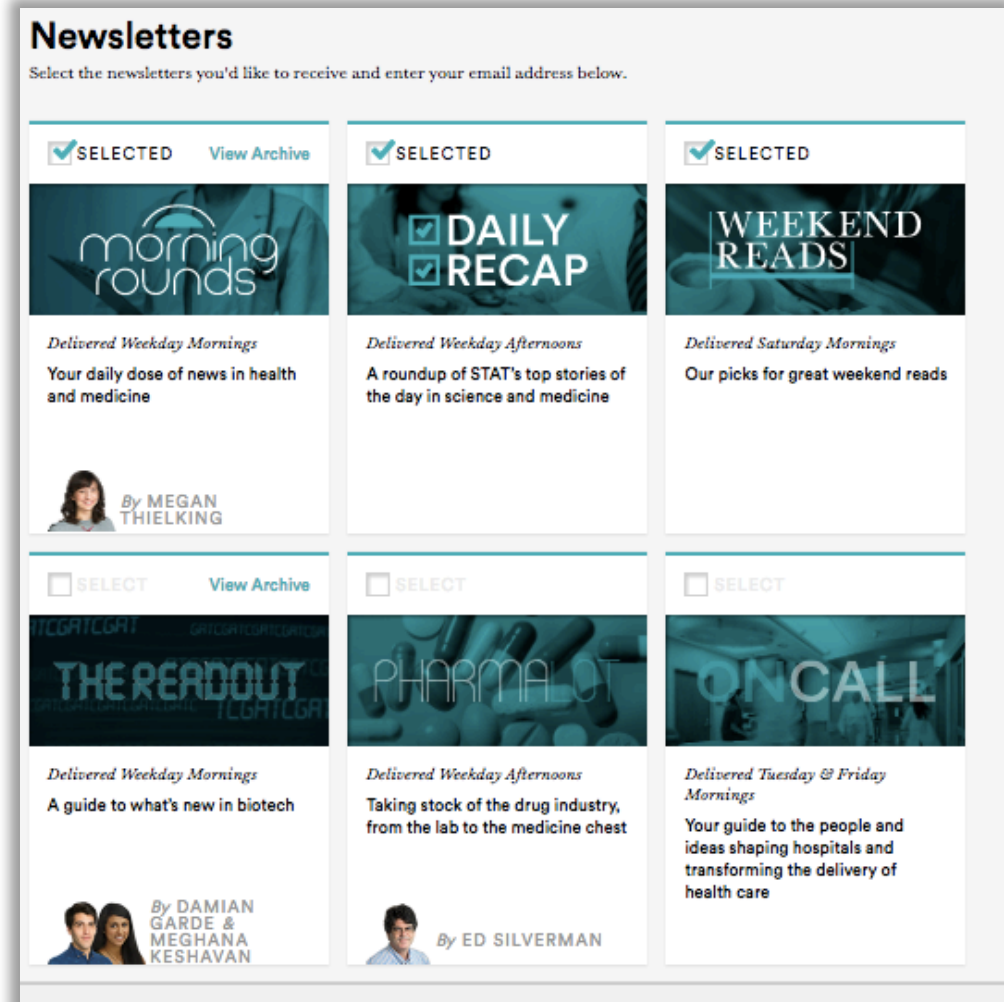 Newsletters
Select the newsletters you'd like to receive and enter your email address below.
SELECTED View Archive
morning
rounds
Delivered Weekday Mornings
Your daily dose of news in health
and medicine
By MEGAN
THIELKING
SELECTED
DAILY
RECAP
Delivered Weekday Afternoons
A roundup of STAT's top stories of
the day in science and medicine
SELECTED
WEEKEND
READS
Delivered Saturday Mornings
Our picks for great weekend reads
SELECT View Archive
THE READOUT
Delivered Weekday Mornings
A guide to what's new in biotech
By DAMIAN
GARDE &
MEGHANA
KESHAVAN
SELECT
PHARMALOT
Delivered Weekday Afternoons
Taking stock of the drug industry,
from the lab to the medicine chest
By ED SILVERMAN
SELECT
ONCALL
Delivered Tuesday & Friday
Mornings
Your guide to the people and
ideas shaping hospitals and
transforming the delivery of
health care